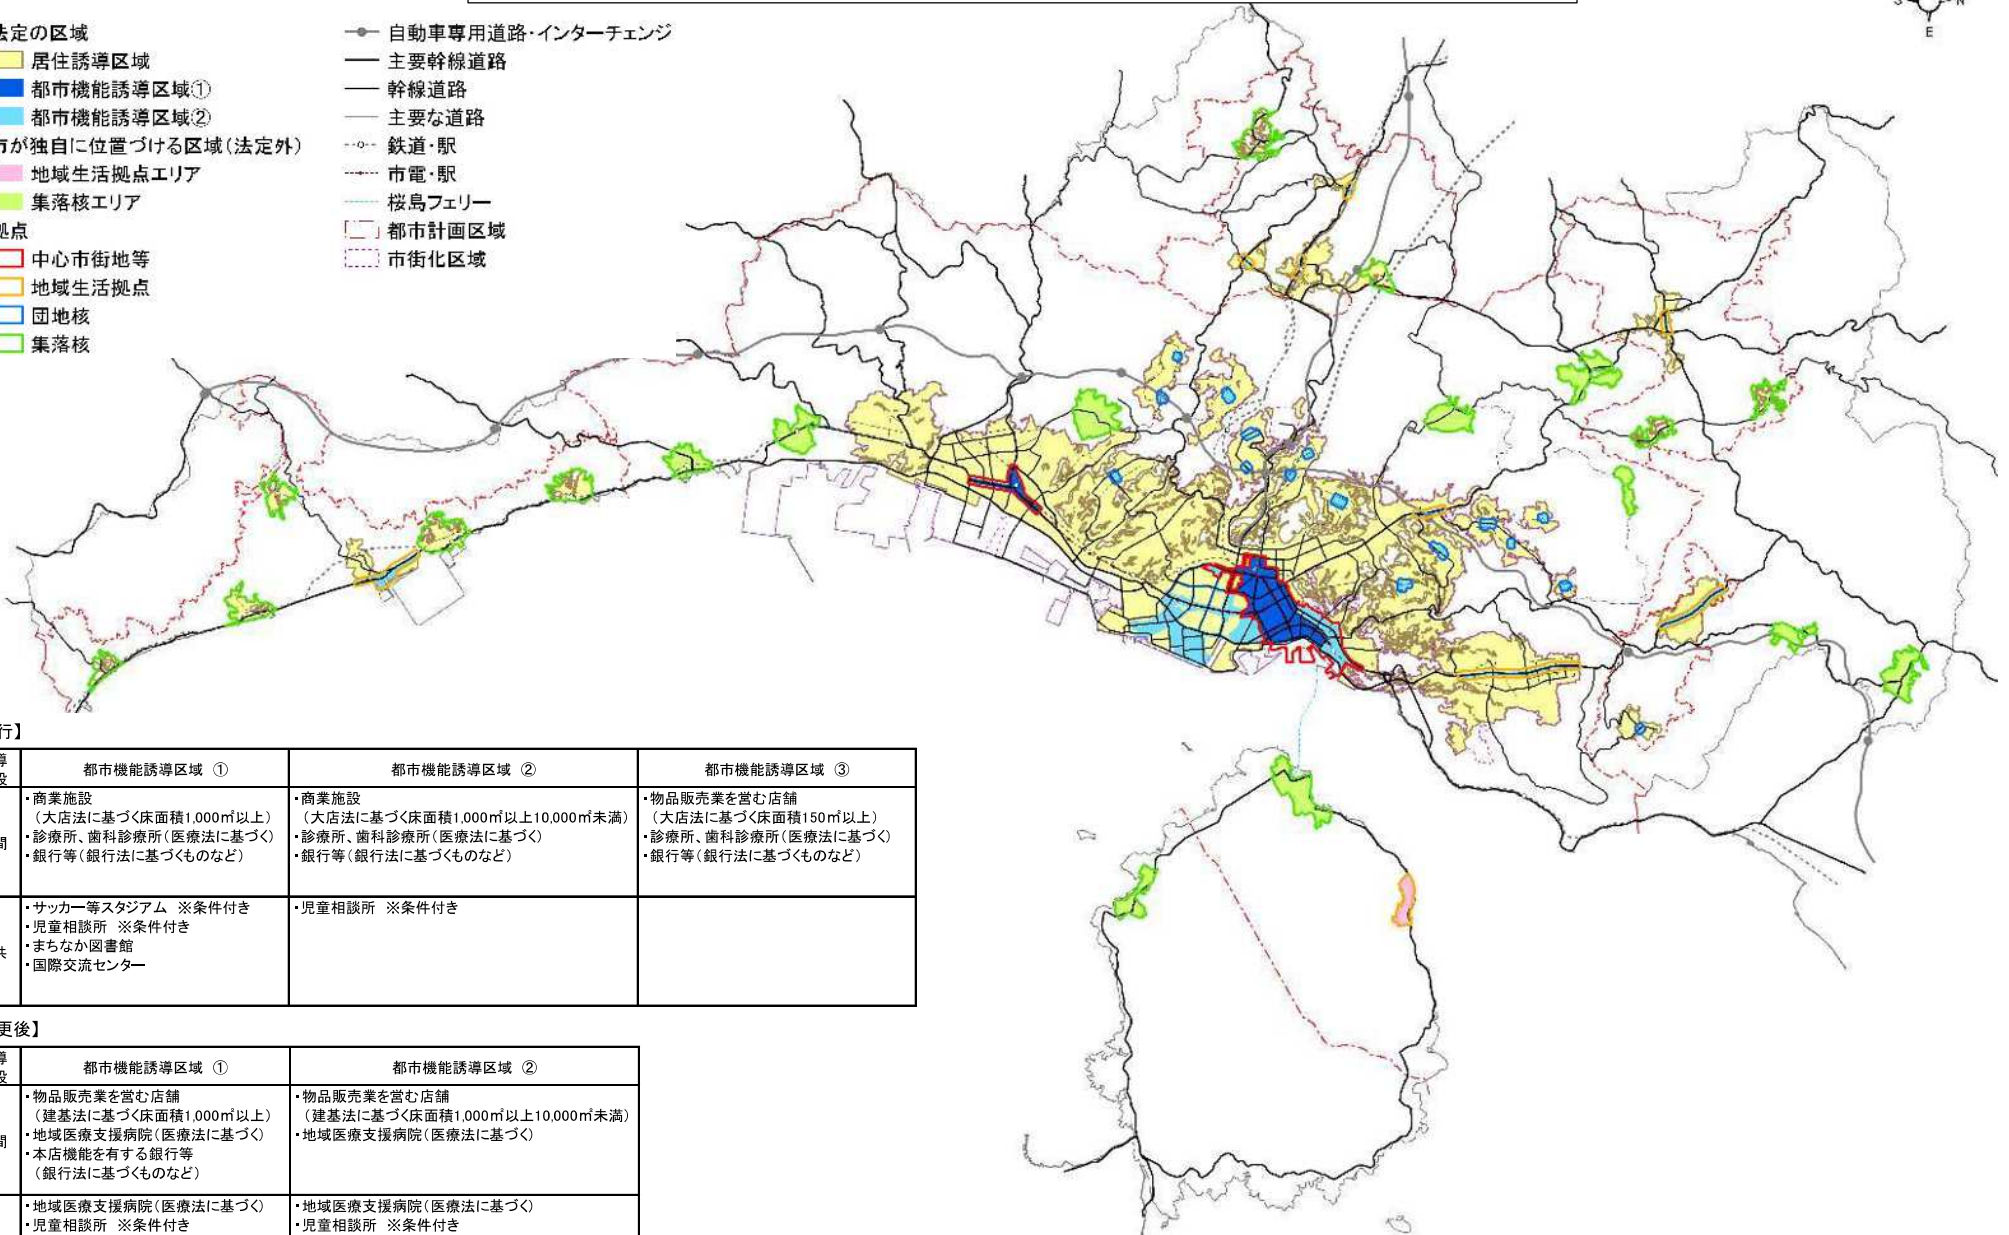 法定の区域
居住誘導区域
都市機能誘導区域①
都市機能誘導区域②
市が独自に位置づける区域(法定外)
地域生活拠点エリア
集落核エリア
拠点
中心市街地等
地域生活拠点
団地核
集落核
自動車専用道路・インターチェンジ
主要幹線道路
幹線道路
主要な道路
鉄道・駅
市電・駅
桜島フェリー
都市計画区域
市街化区域
S
N
E
行】
導
設
都市機能誘導区域 ①
都市機能誘導区域 ②
都市機能誘導区域 ③
間
・商業施設
（大店法に基づく床面積1,000㎡以上）
・診療所、歯科診療所（医療法に基づく）
・銀行等（銀行法に基づくものなど）
・商業施設
（大店法に基づく床面積1,000㎡以上10,000㎡未満）
・診療所、歯科診療所（医療法に基づく）
・銀行等（銀行法に基づくものなど）
・物品販売業を営む店舗
（大店法に基づく床面積150㎡以上）
・診療所、歯科診療所（医療法に基づく）
・銀行等（銀行法に基づくものなど）
共
・サッカー等スタジアム ※条件付き
・児童相談所 ※条件付き
・まちなか図書館
・国際交流センター
・児童相談所 ※条件付き
更後】
導
設
都市機能誘導区域 ①
都市機能誘導区域 ②
間
・物品販売業を営む店舗
（建基法に基づく床面積1,000㎡以上）
・地域医療支援病院（医療法に基づく）
・本店機能を有する銀行等
（銀行法に基づくものなど）
・物品販売業を営む店舗
（建基法に基づく床面積1,000㎡以上10,000㎡未満）
・地域医療支援病院（医療法に基づく）
・地域医療支援病院（医療法に基づく）
・児童相談所 ※条件付き
・地域医療支援病院（医療法に基づく）
・児童相談所 ※条件付き